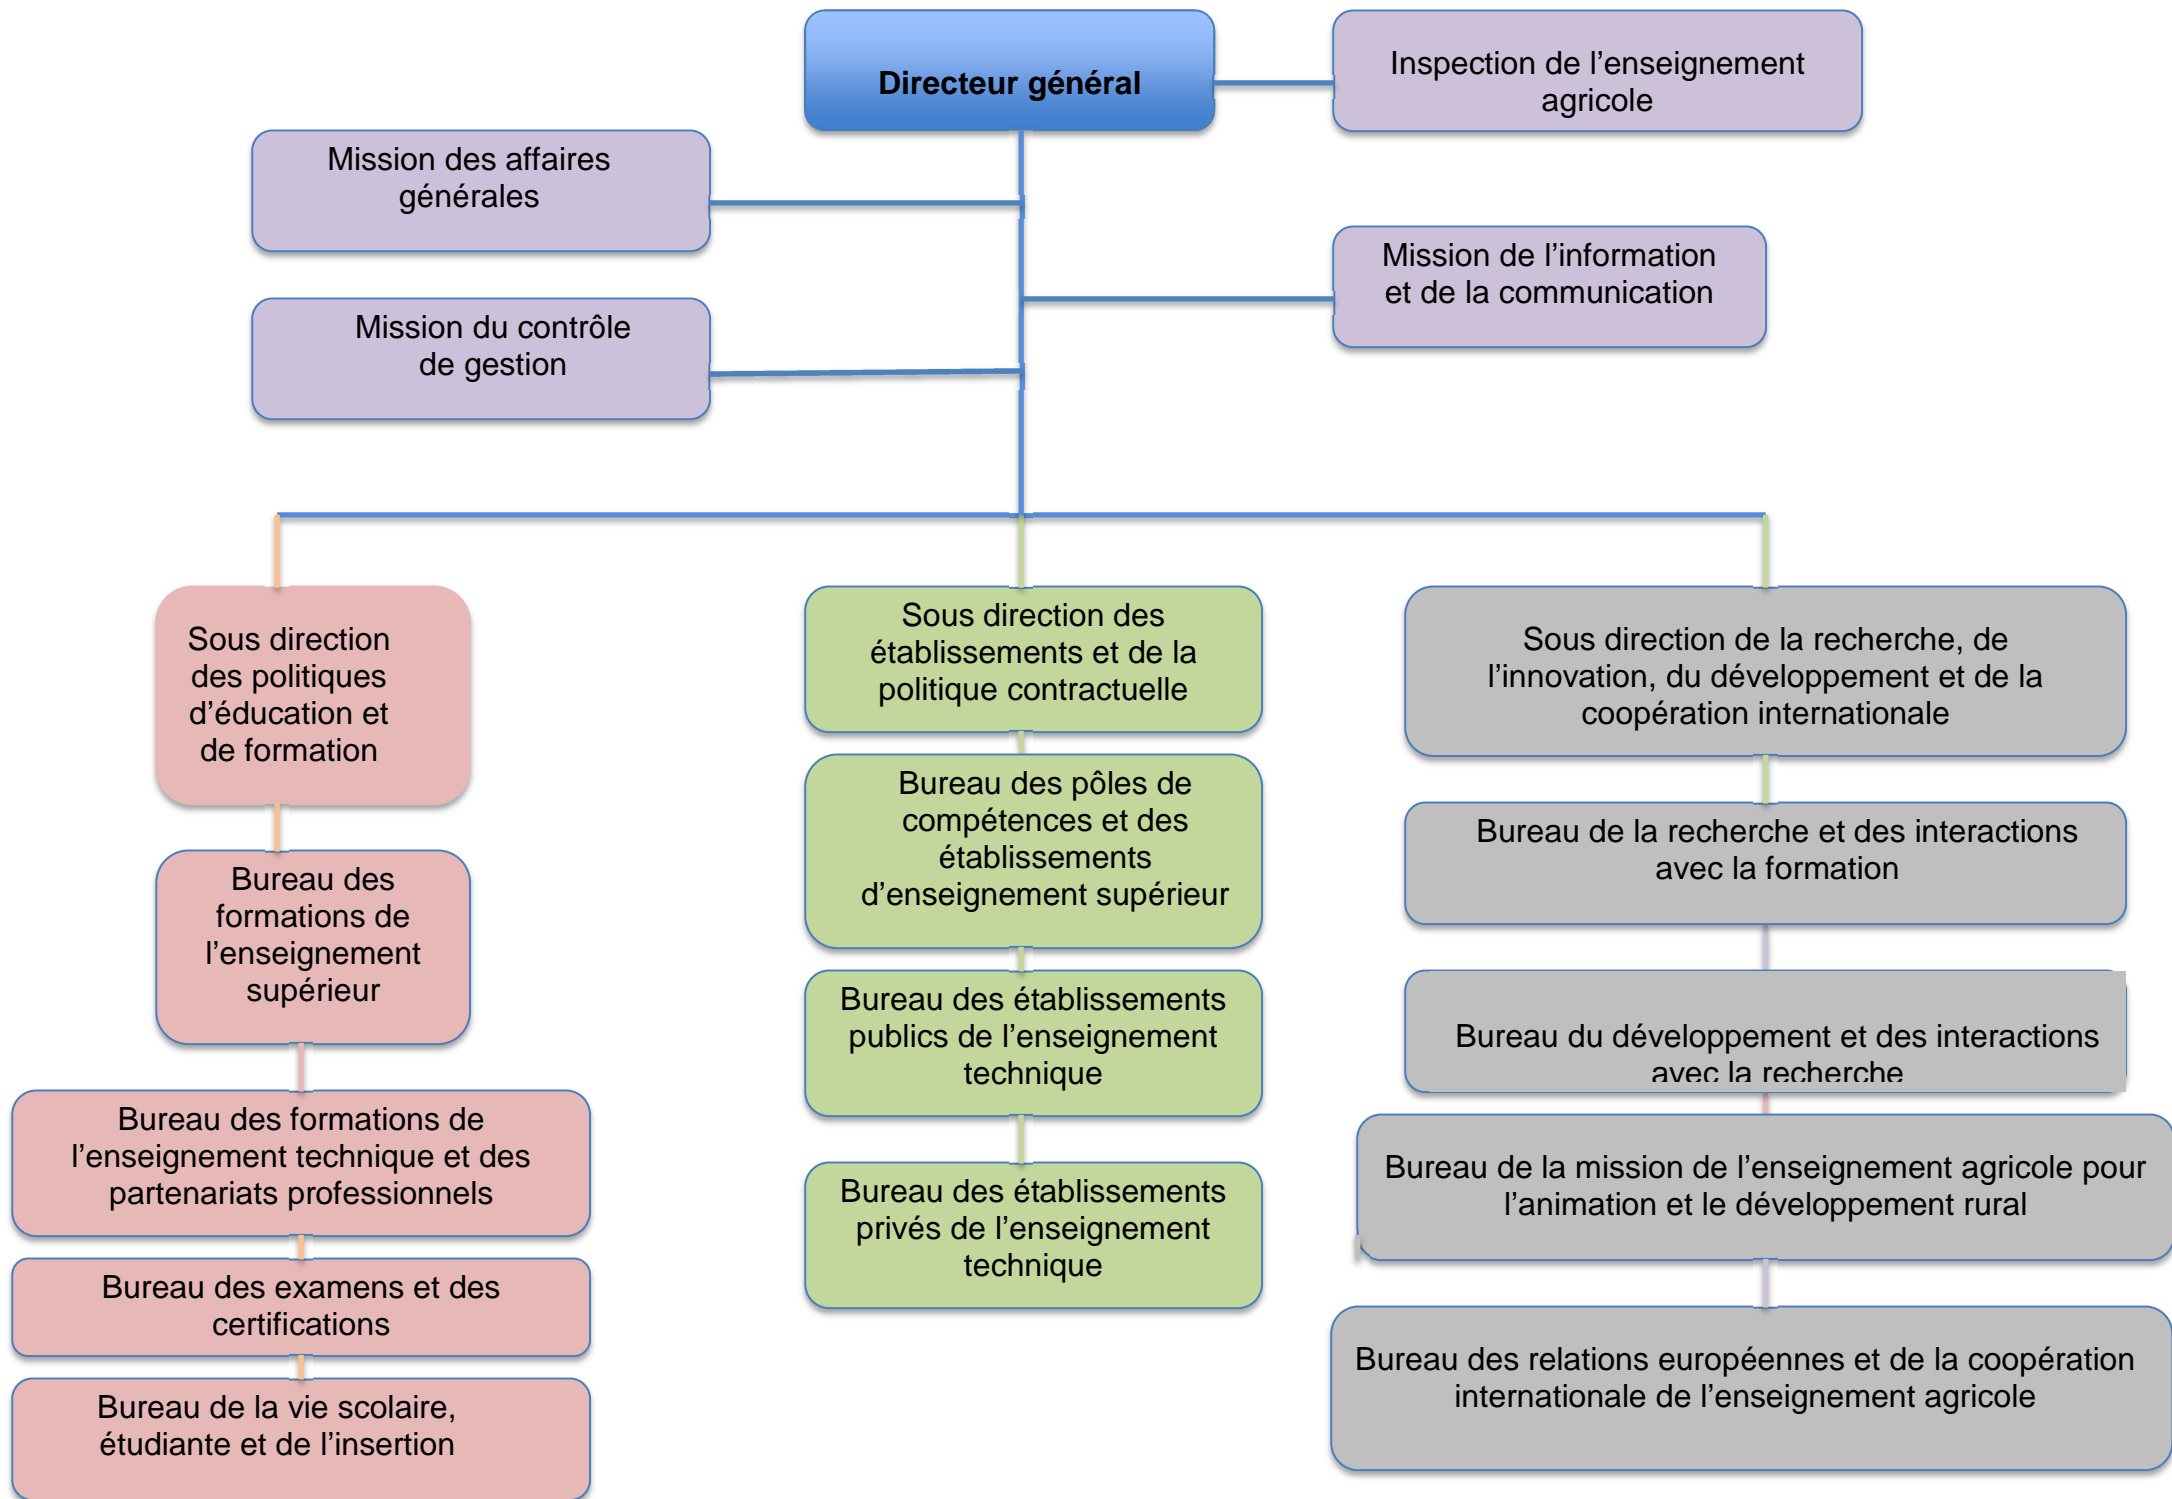 Directeur général
Inspection de l’enseignement
agricole
Mission des affaires
générales
Mission de l’information
et de la communication
Mission du contrôle
de gestion
Sous direction
des politiques
d’éducation et
de formation
Bureau des
formations de
l’enseignement
supérieur
Bureau des formations de
l’enseignement technique et des
partenariats professionnels
Bureau des examens et des
certifications
Bureau de la vie scolaire,
étudiante et de l’insertion
Sous direction des
établissements et de la
politique contractuelle
Bureau des pôles de
compétences et des
établissements
d’enseignement supérieur
Bureau des établissements
publics de l’enseignement
technique
Bureau des établissements
privés de l’enseignement
technique
Sous direction de la recherche, de
l’innovation, du développement et de la
coopération internationale
Bureau de la recherche et des interactions
avec la formation
Bureau du développement et des interactions
avec la recherche
Bureau de la mission de l’enseignement agricole pour
l’animation et le développement rural
Bureau des relations européennes et de la coopération
internationale de l’enseignement agricole